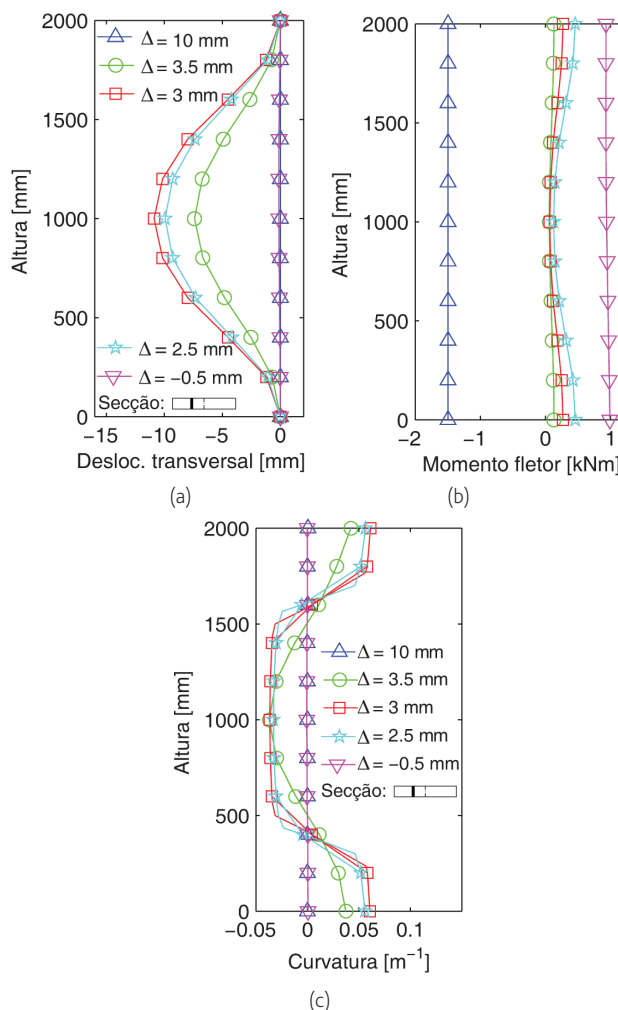 2000
1500
1000
500
0
Altura [mm]
Δ = 10 mm
Δ = 3.5 mm
Δ = 3 mm
Δ = 2.5 mm
Δ = −0.5 mm
Secção:
−15 −10 −5 0
Desloc. transversal [mm]
(a)
2000
1500
1000
500
0
Altura [mm]
−2 −1 0 1
Momento fletor [kNm]
(b)
2000
1500
1000
500
0
Altura [mm]
Δ = 10 mm
Δ = 3.5 mm
Δ = 3 mm
Δ = 2.5 mm
Δ = −0.5 mm
Secção:
−0.05 0 0.05 0.1
Curvatura [m⁻¹]
(c)